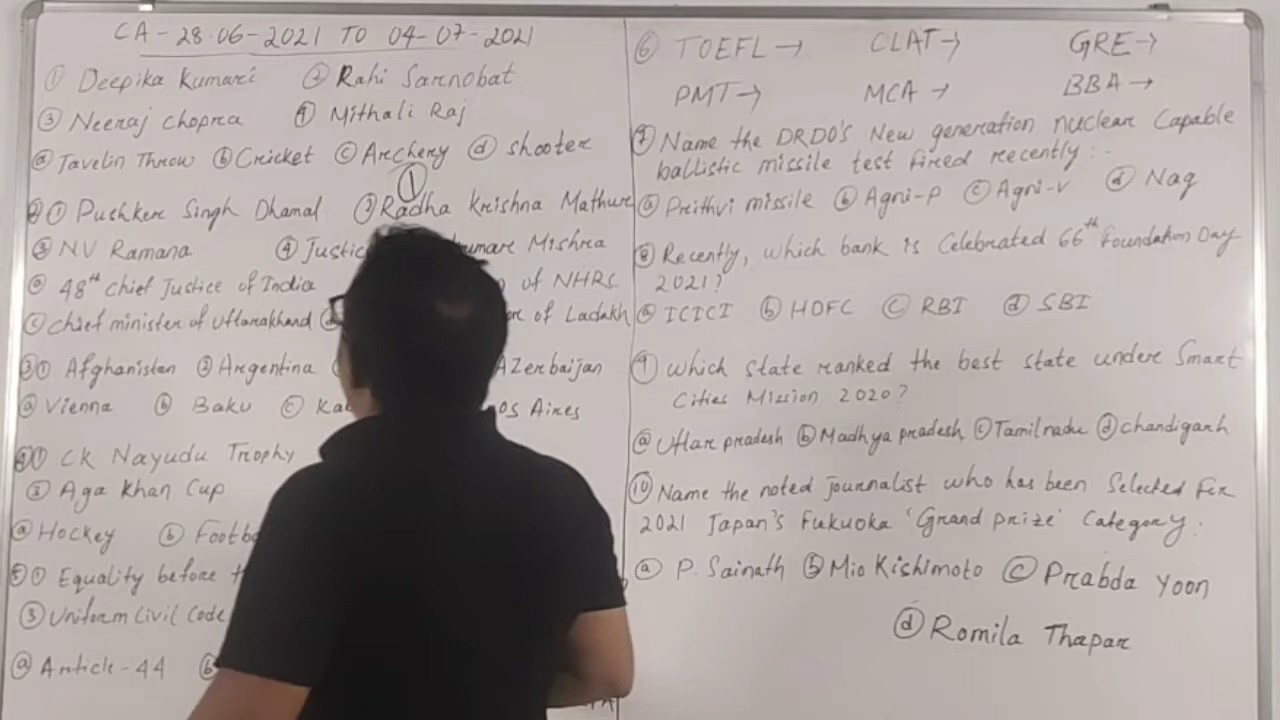 CA - 28.06-2021 TO 04-07-2021
① Deepika Kumari ② Rahi Sarnobat
③ Neeraj Chopra ④ Mithali Raj
ⓐ Javelin Throw ⓑ Cricket ⓒ Archery ⓓ shooter
①
② ① Pushker Singh Dhamal ② Radha Krishna Mathur
③ NV Ramana ④ Justic kumar Mishra
ⓐ 48th Chief Justice of India of NHRC
ⓒ Chief minister of Uttarakhand of Ladakh
③ ① Afghanistan ② Argentina AZerbaijan
ⓐ Vienna ⓑ Baku ⓒ Aires
④ ① CK Nayudu Trophy
③ Aga Khan Cup
ⓐ Hockey ⓑ Footb
⑤ ① Equality before
③ Uniform Civil Code
ⓐ Article - 44 ⓑ
⑥ TOEFL → CLAT → GRE →
PMT → MCA → BBA →
⑦ Name the DRDO's New generation nuclear Capable
ballistic missile test fired recently :-
ⓐ Prithvi missile ⓑ Agni-P ⓒ Agni-V ⓓ Nag
⑧ Recently, which bank is Celebrated 66th Foundation Day
2021?
ⓐ ICICI ⓑ HDFC ⓒ RBI ⓓ SBI
⑨ Which state ranked the best state under Smart
Cities Mission 2020?
ⓐ Uttar pradesh ⓑ Madhya pradesh ⓒ Tamilnadu ⓓ chandigarh
⑩ Name the noted journalist who has been Selected For
2021 Japan's Fukuoka 'Grand prize' Category:
ⓐ P. Sainath ⓑ Mio Kishimoto ⓒ Prabda Yoon
ⓓ Romila Thapar